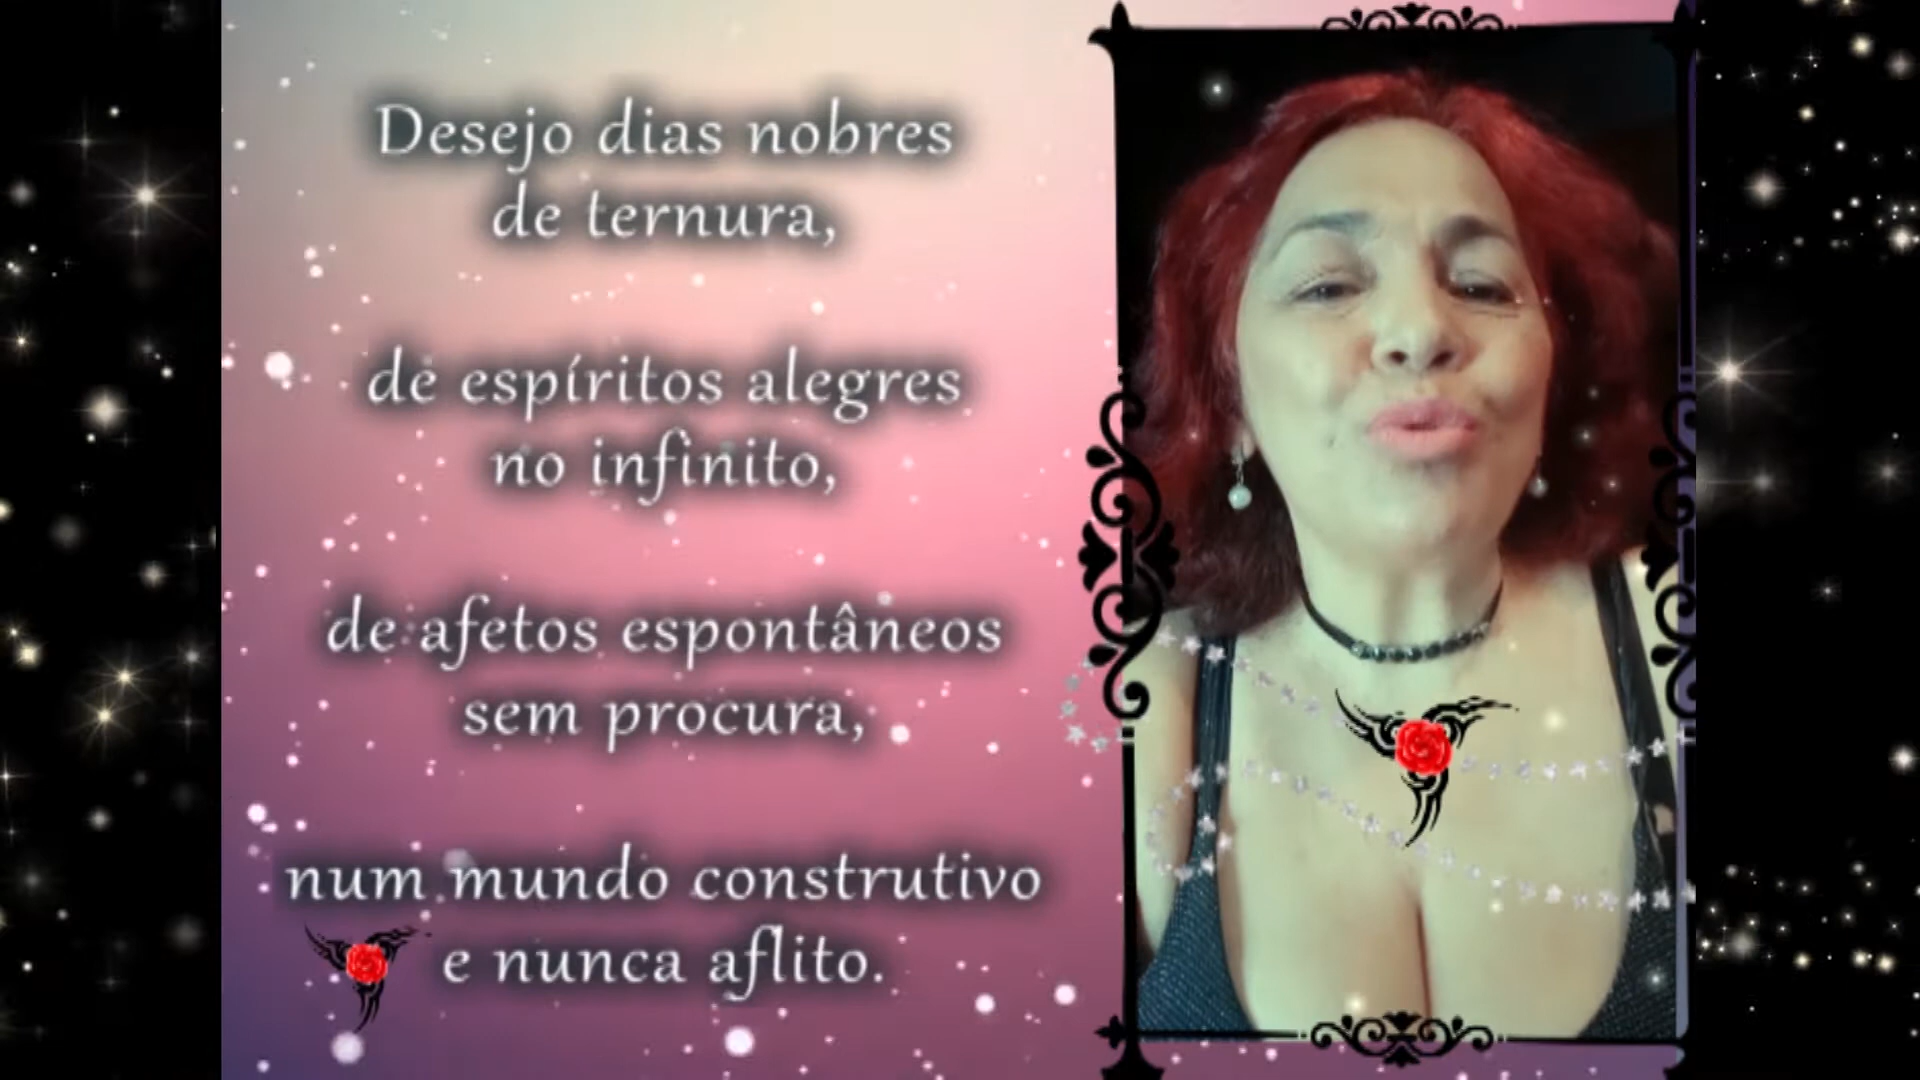 Desejo dias nobres
de ternura,
de espíritos alegres
no infinito,
de afetos espontâneos
sem procura,
num mundo construtivo
e nunca aflito.